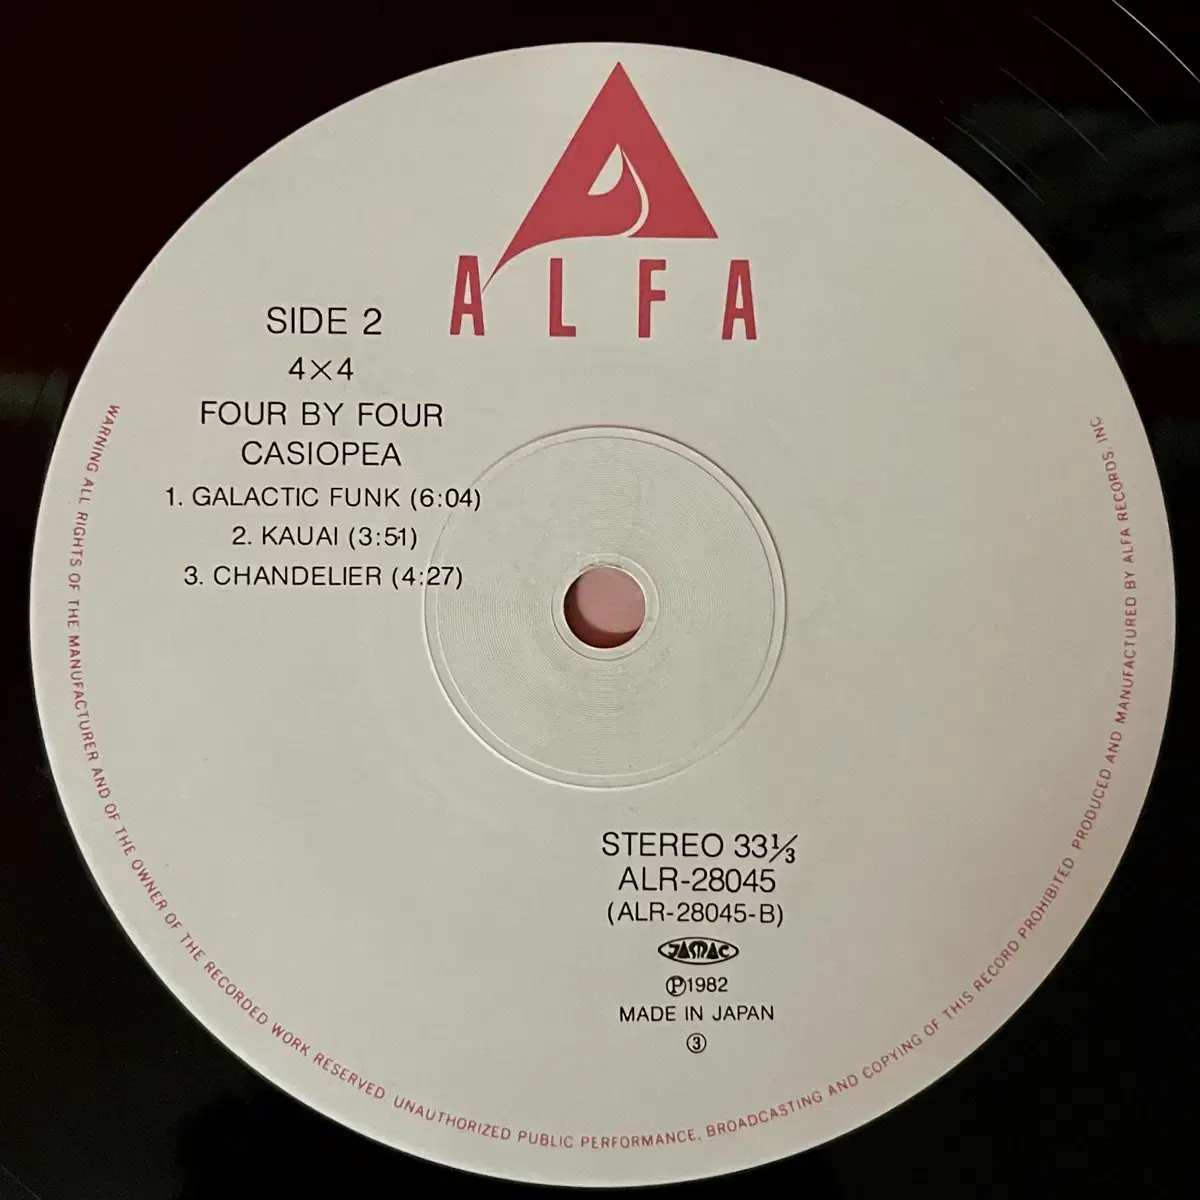 ALFA
SIDE 2
4×4
FOUR BY FOUR
CASIOPEA
1. GALACTIC FUNK (6:04)
2. KAUAI (3:51)
3. CHANDELIER (4:27)
STEREO 33⅓
ALR-28045
(ALR-28045-B)
JAMAC
Ⓟ1982
MADE IN JAPAN
③
WARNING ALL RIGHTS OF THE MANUFACTURER AND OF THE OWNER OF THE RECORDED WORK RESERVED UNAUTHORIZED PUBLIC PERFORMANCE, BROADCASTING AND COPYING OF THIS RECORD PROHIBITED PRODUCED AND MANUFACTURED BY ALFA RECORDS, INC